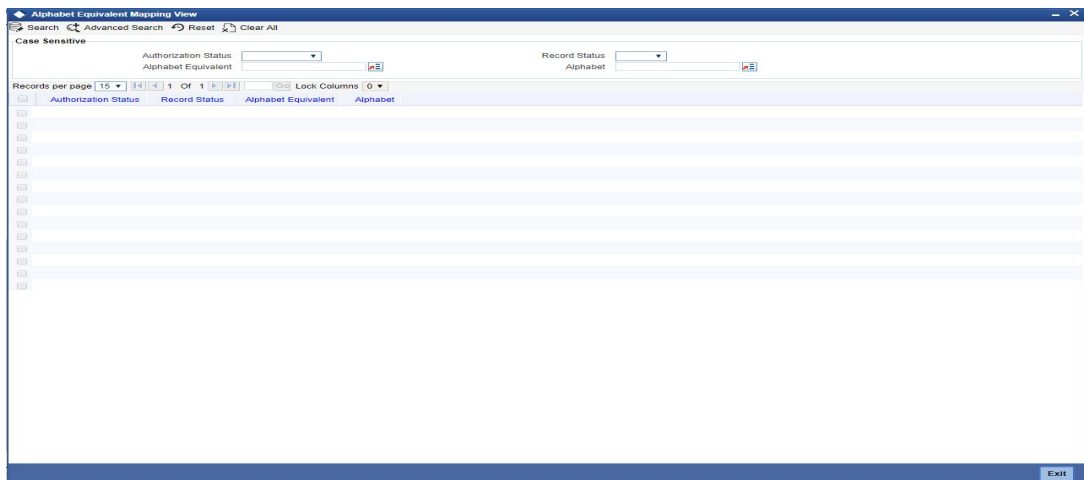 Alphabet Equivalent Mapping View
Search Advanced Search Reset Clear All
Case Sensitive
Authorization Status Record Status
Alphabet Equivalent Alphabet
Records per page 15 1 Of 1 Go Lock Columns 0
Authorization Status Record Status Alphabet Equivalent Alphabet
Exit